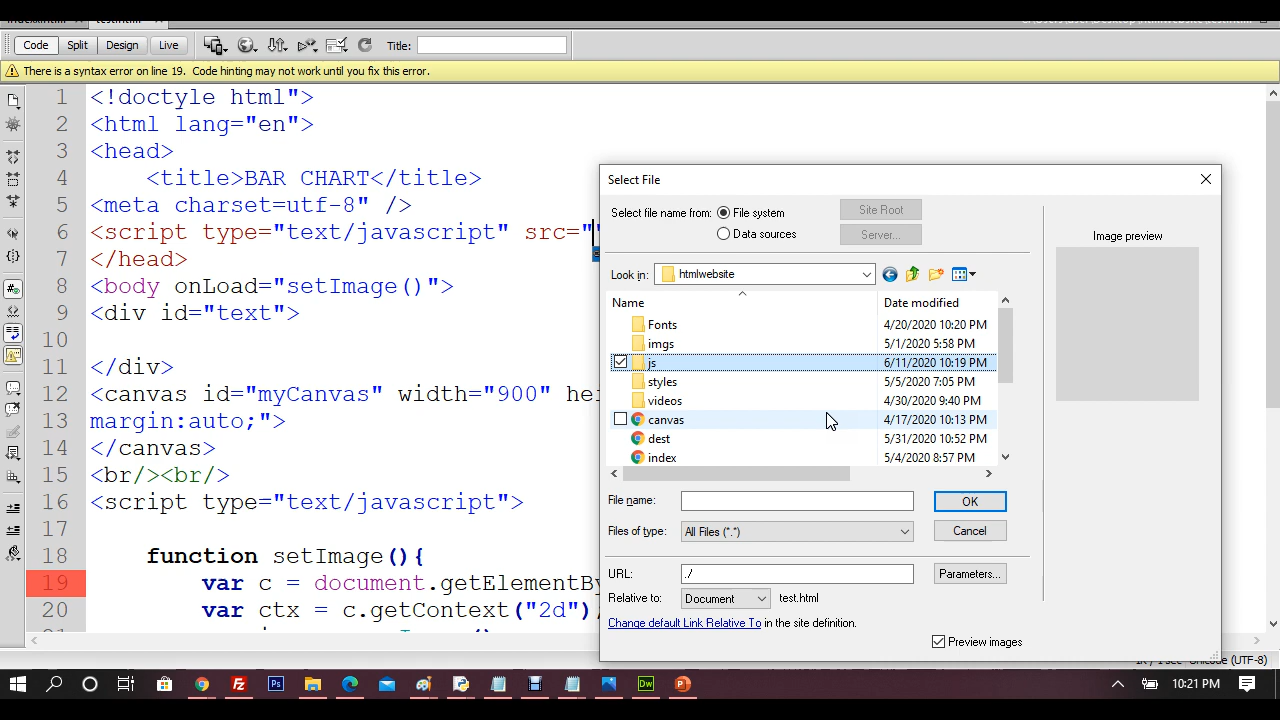 Code Split Design Live Title:
There is a syntax error on line 19. Code hinting may not work until you fix this error.
1 <!doctyle html">
2 <html lang="en">
3 <head>
4 <title>BAR CHART</title>
5 <meta charset=utf-8" />
6 <script type="text/javascript" src="
7 </head>
8 <body onLoad="setImage()">
9 <div id="text">
10
11 </div>
12 <canvas id="myCanvas" width="900" hei
13 margin:auto;">
14 </canvas>
15 <br/><br/>
16 <script type="text/javascript">
17
18 function setImage(){
19 var c = document.getElementBy
20 var ctx = c.getContext("2d");
Select File
Select file name from: File system
Data sources
Site Root
Server...
Look in: htmlwebsite
Name Date modified
Fonts 4/20/2020 10:20 PM
imgs 5/1/2020 5:58 PM
js 6/11/2020 10:19 PM
styles 5/5/2020 7:05 PM
videos 4/30/2020 9:40 PM
canvas 4/17/2020 10:13 PM
dest 5/31/2020 10:52 PM
index 5/4/2020 8:57 PM
File name: OK
Files of type: All Files (*.*) Cancel
URL: ./ Parameters...
Relative to: Document test.html
Change default Link Relative To in the site definition.
Image preview
Preview images
1K / 1 sec Unicode (UTF-8)
Ps
Dw
10:21 PM